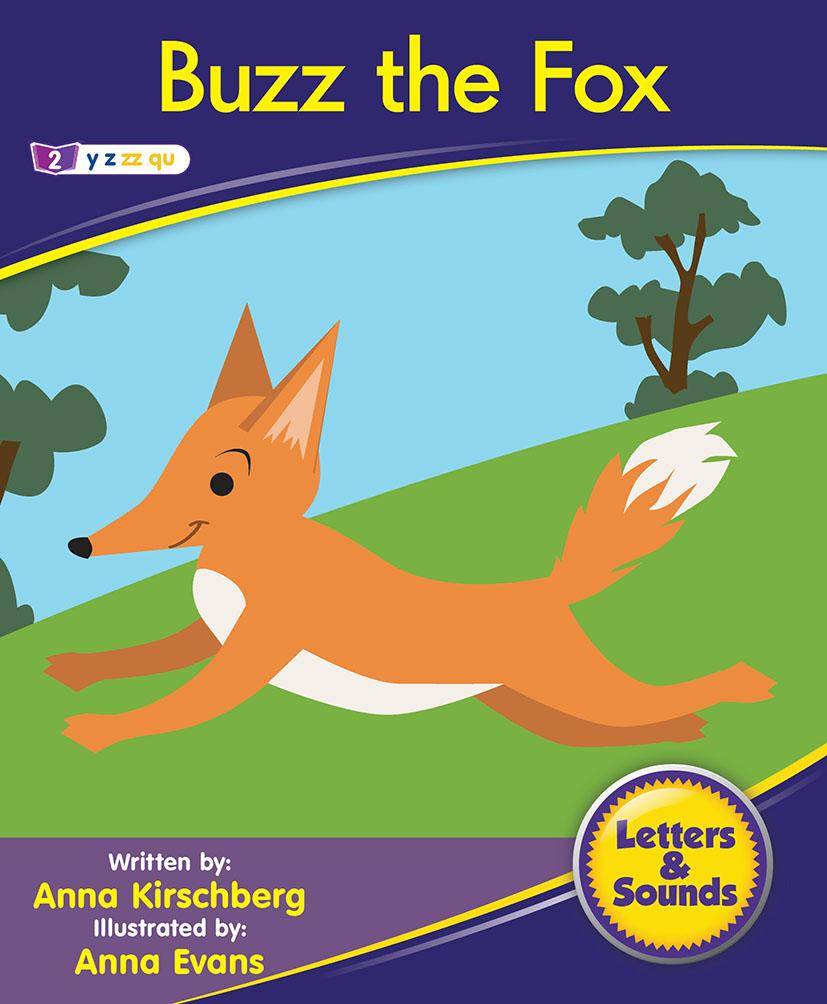 Buzz the Fox
2 y z zz qu
Written by:
Anna Kirschberg
Illustrated by:
Anna Evans
Letters
&
Sounds